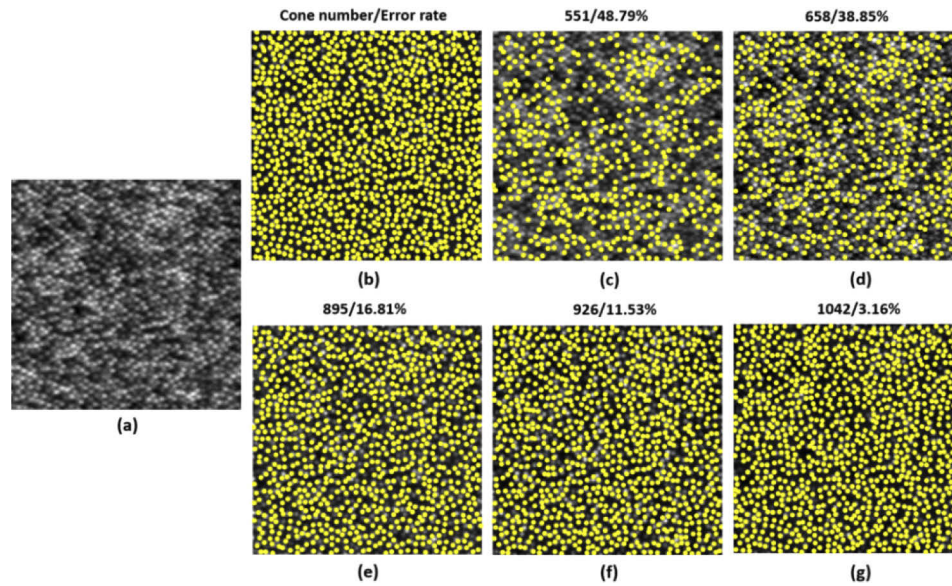 Cone number/Error rate 551/48.79% 658/38.85%
(b) (c) (d)
895/16.81% 926/11.53% 1042/3.16%
(a)
(e) (f) (g)